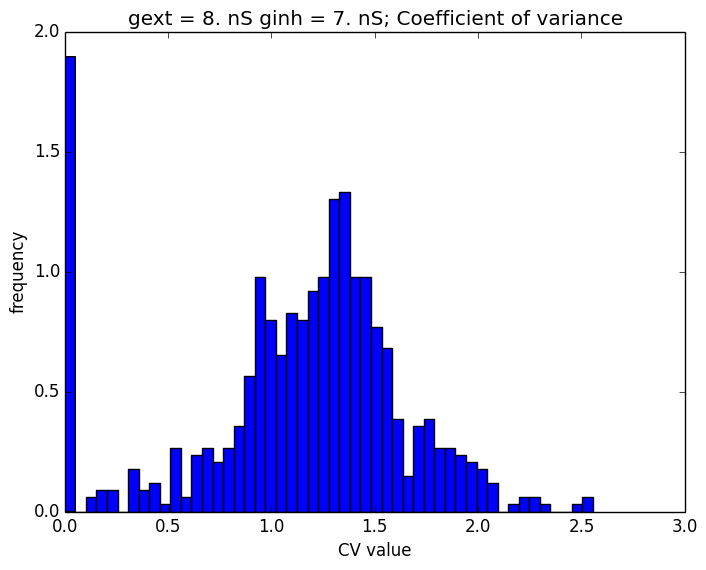 gext = 8. nS ginh = 7. nS; Coefficient of variance
2.0
1.5
1.0
0.5
0.0
frequency
0.0 0.5 1.0 1.5 2.0 2.5 3.0
CV value